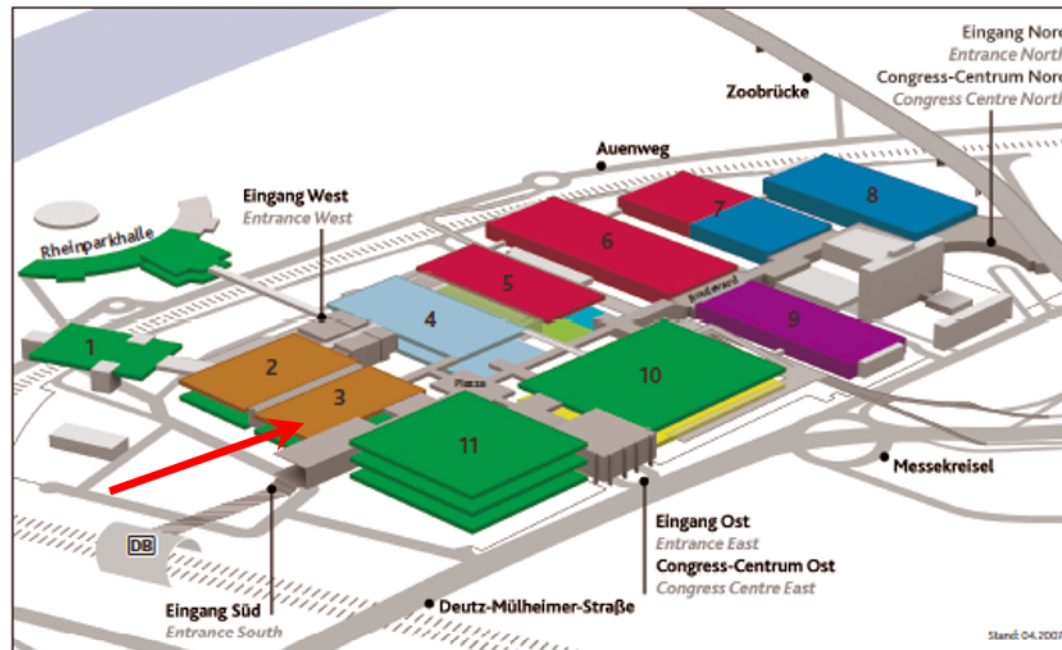 Eingang Nord
Entrance North
Congress-Centrum Nord
Congress Centre North
Zoobrücke
Auenweg
Eingang West
Entrance West
Rheinparkhalle
8
7
6
5
4
Boulevard
9
1
2
10
3
Piazza
11
Messekreisel
DB
Eingang Ost
Entrance East
Congress-Centrum Ost
Congress Centre East
Eingang Süd
Entrance South
Deutz-Mülheimer-Straße
Stand: 04.2007